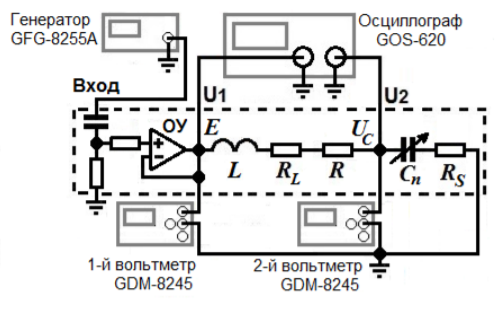 Генератор
GFG-8255A
Осциллограф
GOS-620
Вход
U1
U2
ОУ
E
U_C
L
R_L
R
C_n
R_S
1-й вольтметр
GDM-8245
2-й вольтметр
GDM-8245